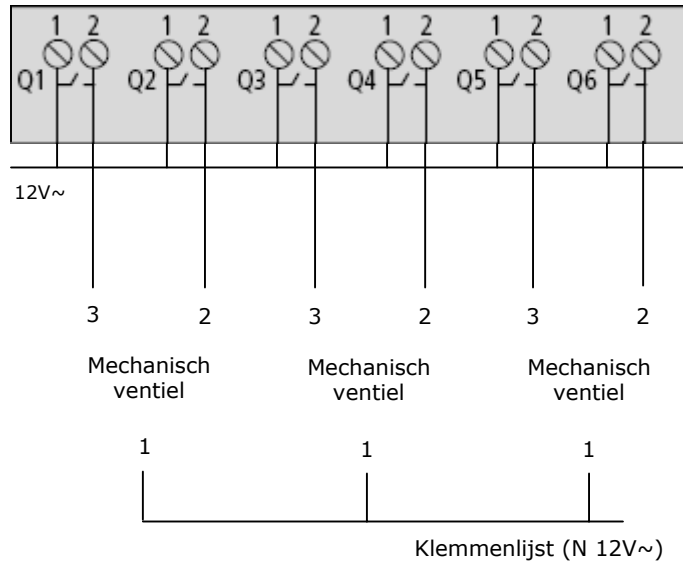 1 2 1 2 1 2 1 2 1 2 1 2
Q1 Q2 Q3 Q4 Q5 Q6
12V~
3 2 3 2 3 2
Mechanisch Mechanisch Mechanisch
ventiel ventiel ventiel
1 1 1
Klemmenlijst (N 12V~)